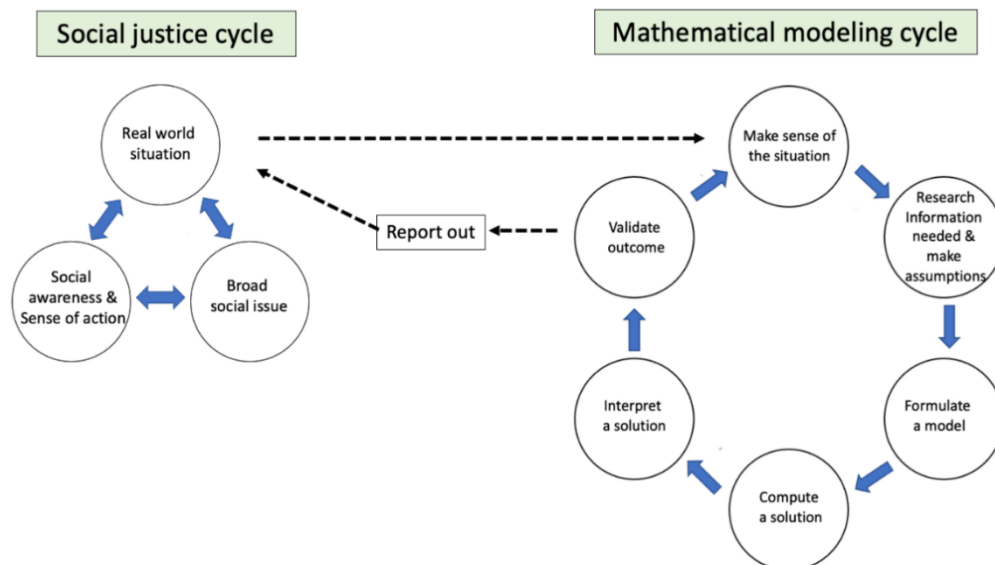 Social justice cycle
Mathematical modeling cycle
Real world
situation
Social
awareness &
Sense of action
Broad
social issue
Report out
Make sense of
the situation
Research
Information
needed &
make
assumptions
Formulate
a model
Compute
a solution
Interpret
a solution
Validate
outcome